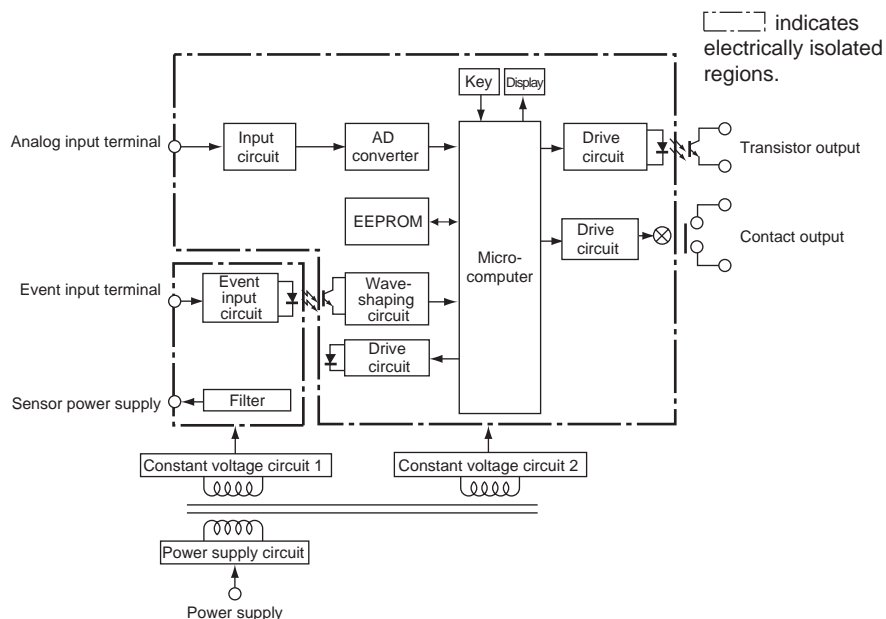 indicates
electrically isolated
regions.
Key
Display
Analog input terminal
Input
circuit
AD
converter
Drive
circuit
Transistor output
EEPROM
Micro-
computer
Drive
circuit
Contact output
Event input terminal
Event
input
circuit
Wave-
shaping
circuit
Drive
circuit
Sensor power supply
Filter
Constant voltage circuit 1
Constant voltage circuit 2
Power supply circuit
Power supply